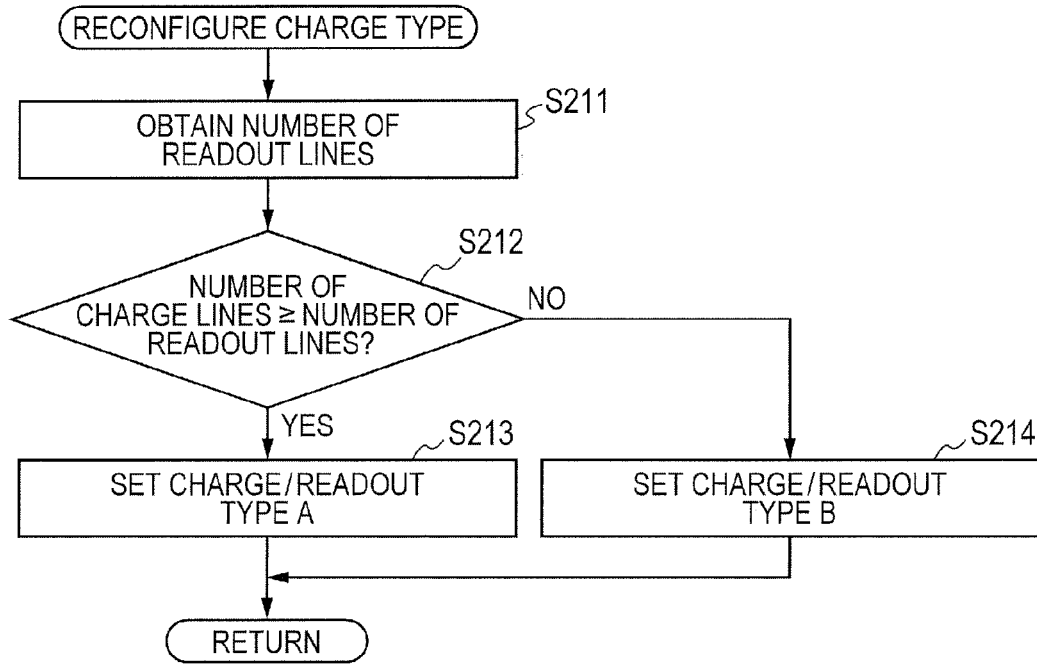 RECONFIGURE CHARGE TYPE
S211
OBTAIN NUMBER OF
READOUT LINES
S212
NUMBER OF
CHARGE LINES ≥ NUMBER OF
READOUT LINES?
NO
YES
S213
SET CHARGE/READOUT
TYPE A
S214
SET CHARGE/READOUT
TYPE B
RETURN